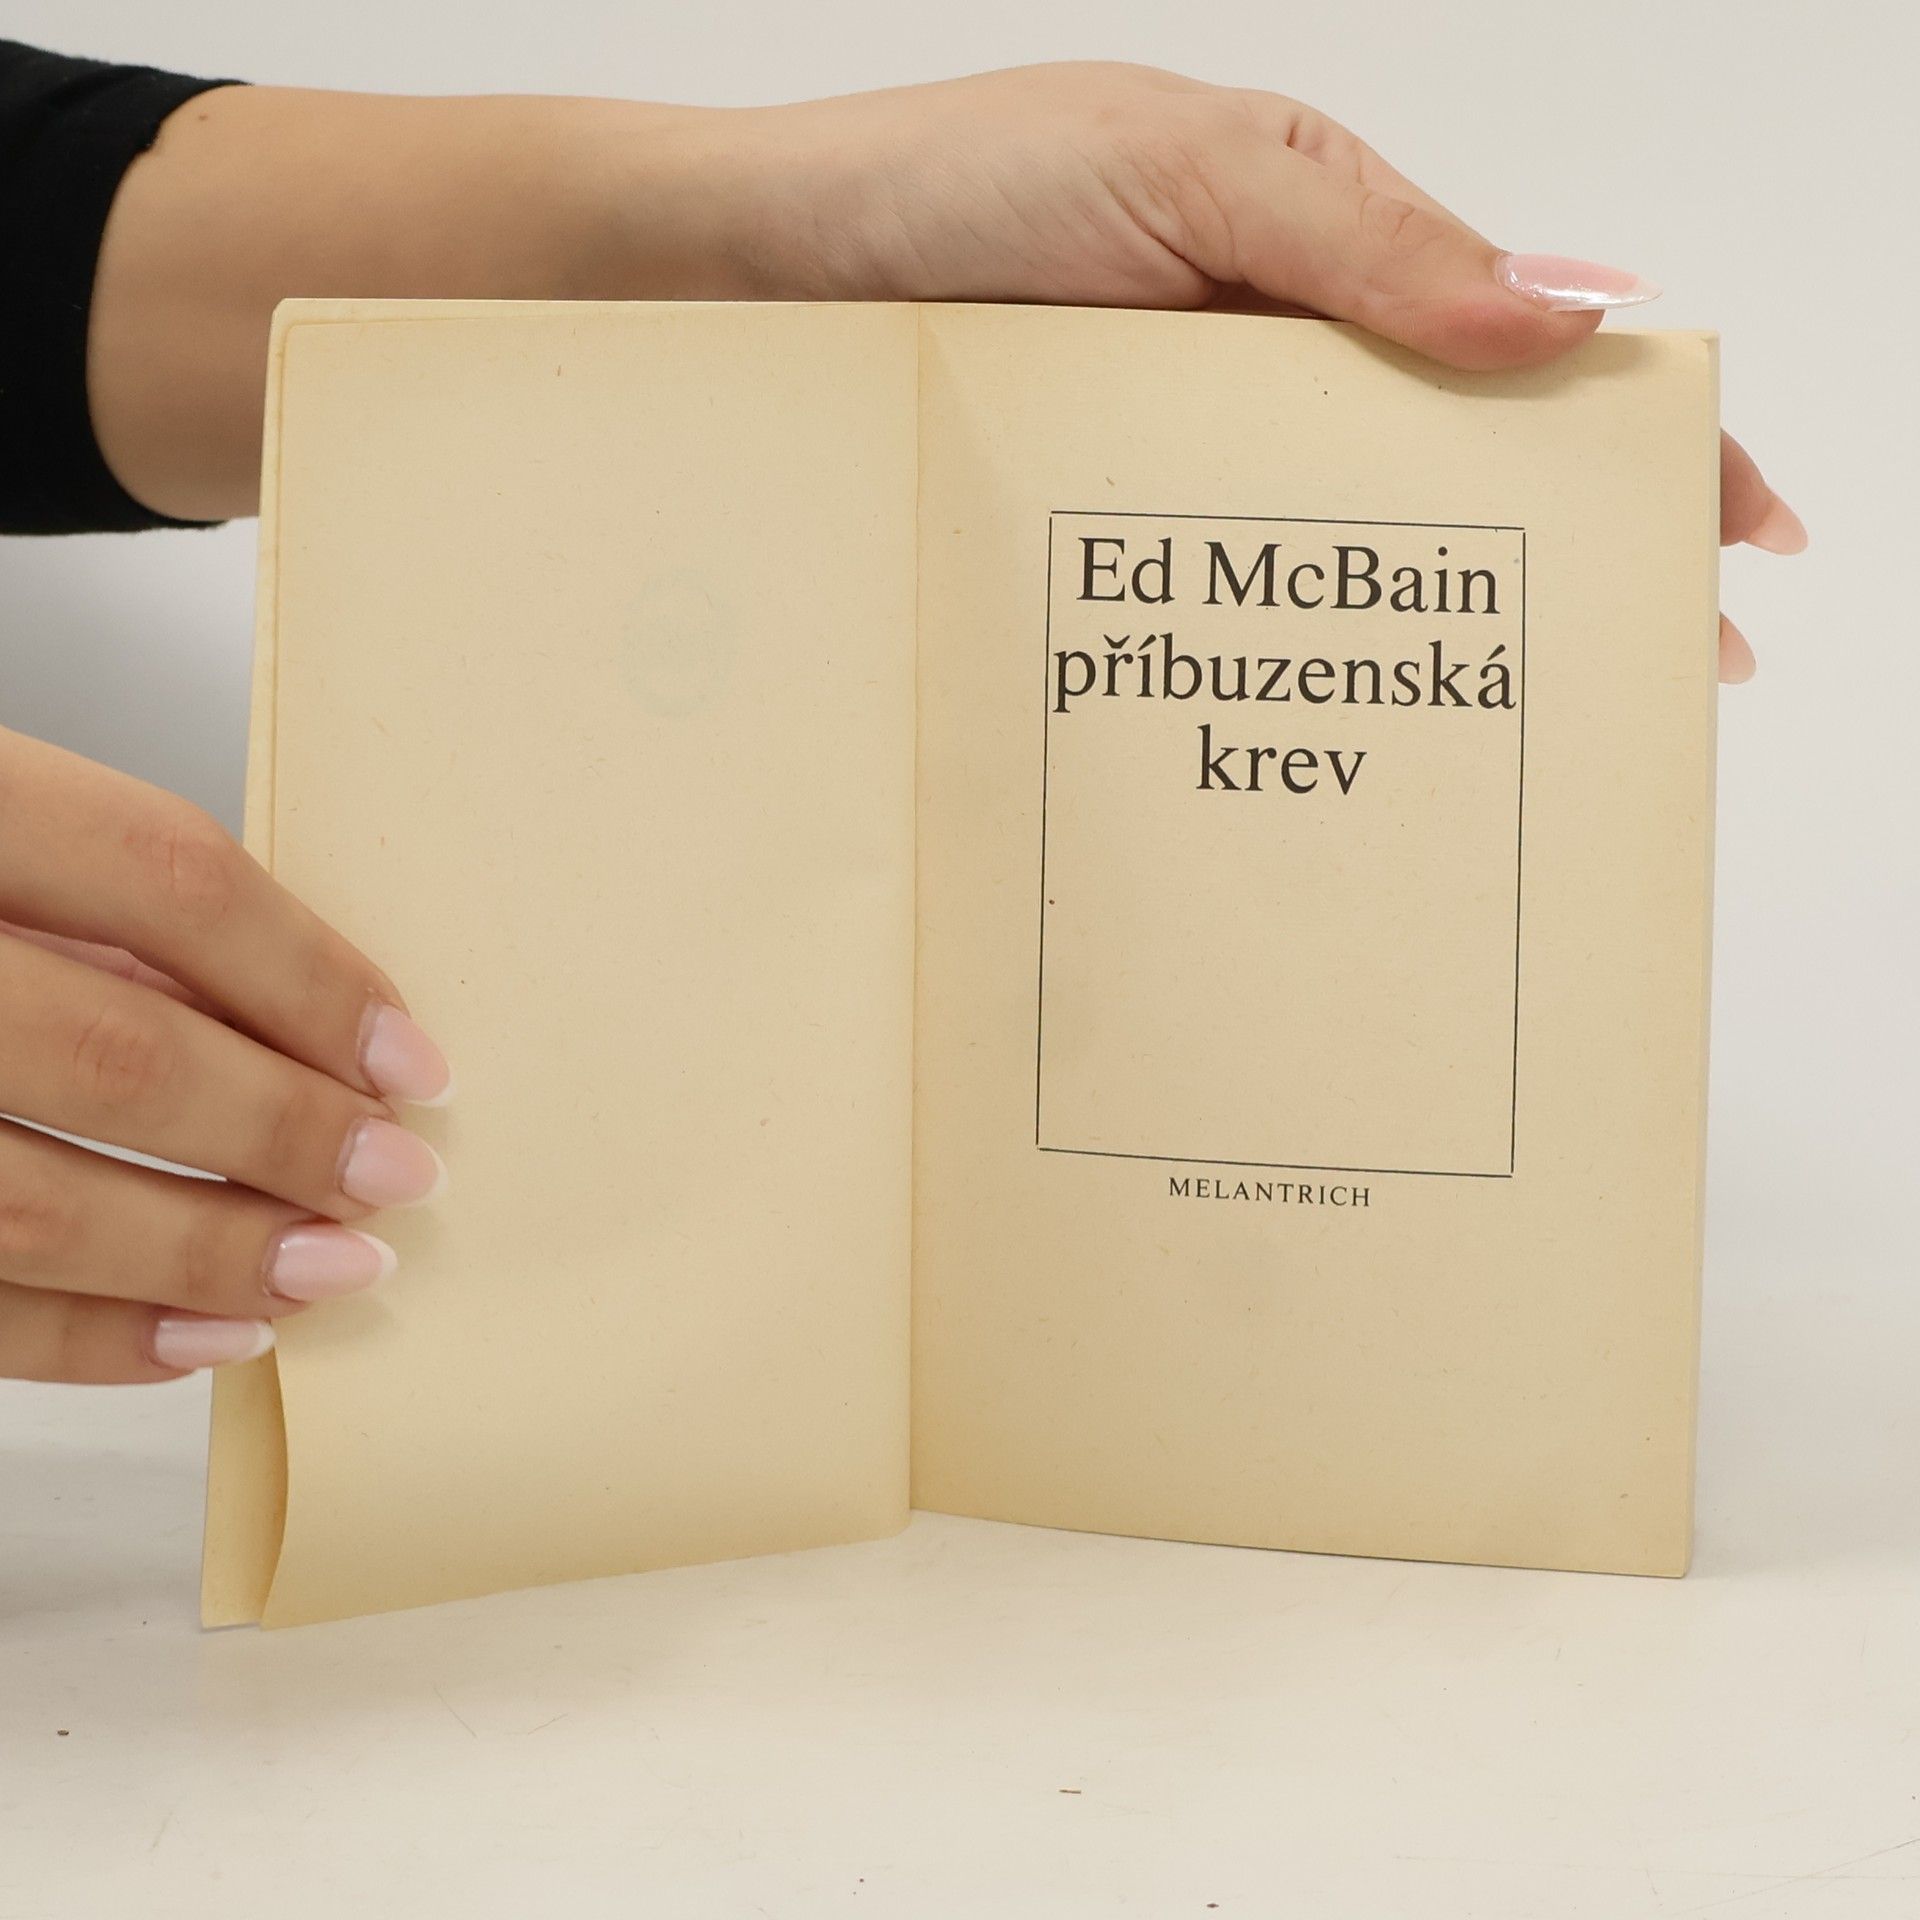 Ed McBain
příbuzenská
krev
MELANTRICH